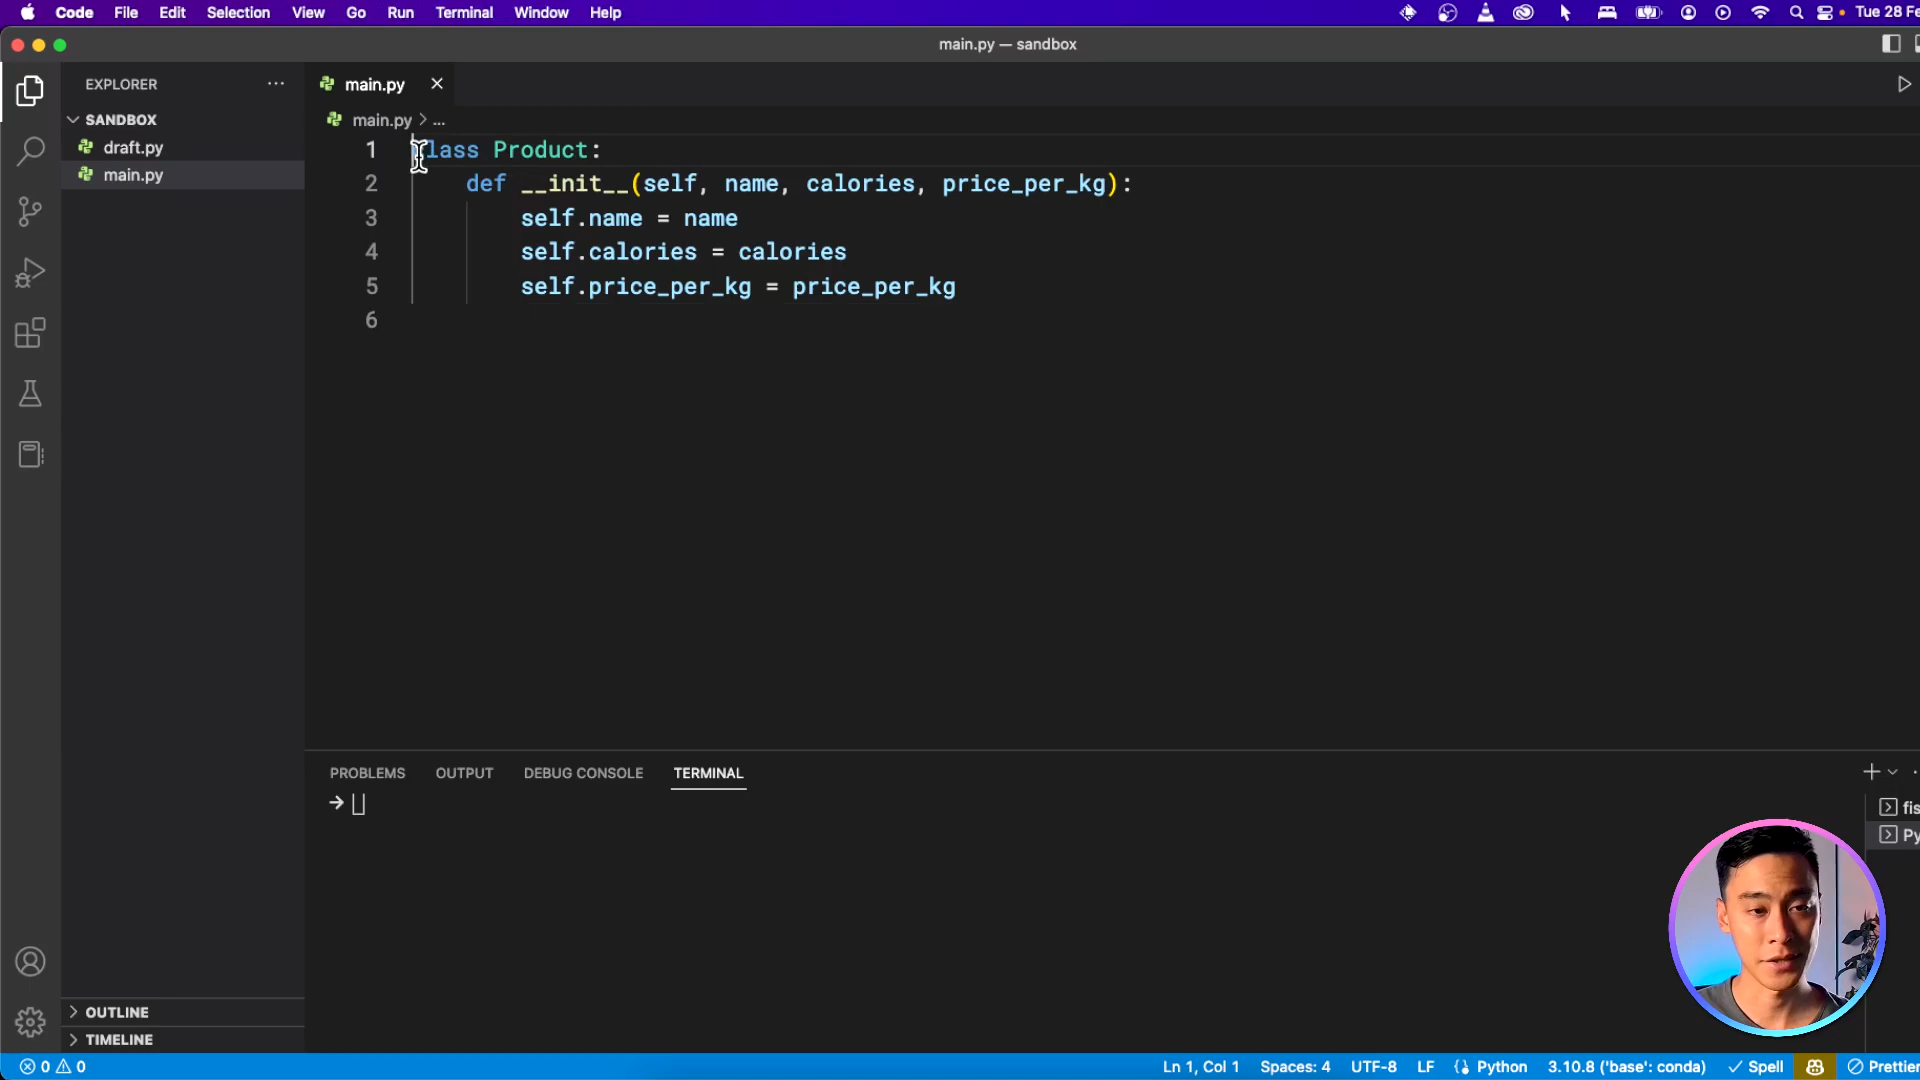 Code File Edit Selection View Go Run Terminal Window Help Tue 28 Fe
main.py — sandbox
EXPLORER ...
main.py
SANDBOX
draft.py
main.py
main.py > ...
1 class Product:
2 def __init__(self, name, calories, price_per_kg):
3 self.name = name
4 self.calories = calories
5 self.price_per_kg = price_per_kg
6
PROBLEMS OUTPUT DEBUG CONSOLE TERMINAL
fis
Py
OUTLINE
TIMELINE
0 0 Ln 1, Col 1 Spaces: 4 UTF-8 LF Python 3.10.8 ('base': conda) Spell Prettier